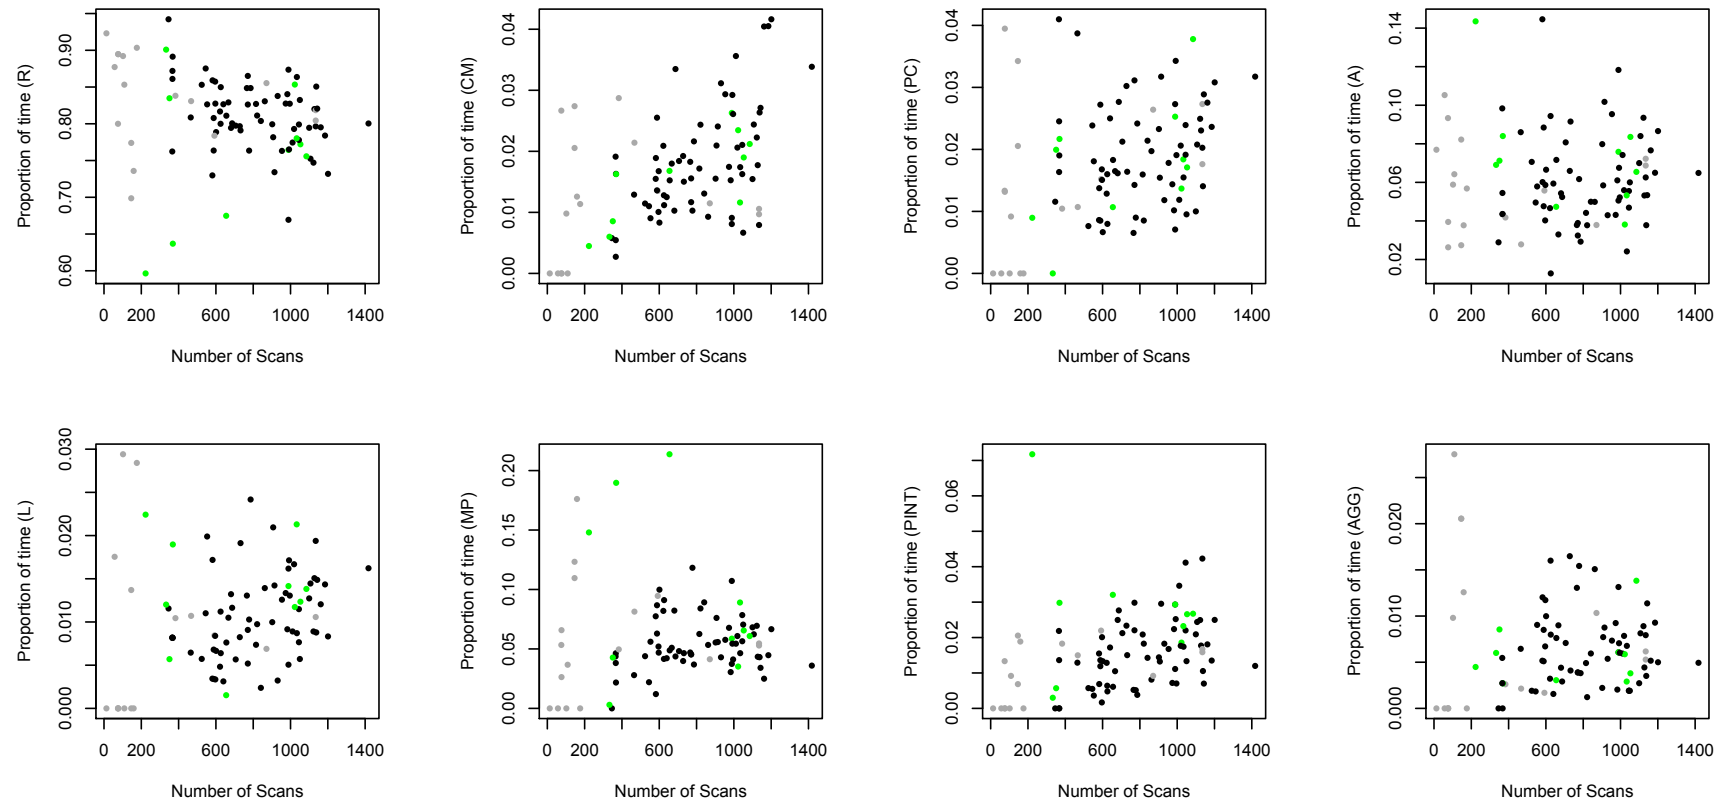 Proportion of time (R)
0.60 0.70 0.80 0.90
0 200 600 1000 1400
Number of Scans
Proportion of time (CM)
0.00 0.01 0.02 0.03 0.04
0 200 600 1000 1400
Number of Scans
Proportion of time (PC)
0.00 0.01 0.02 0.03 0.04
0 200 600 1000 1400
Number of Scans
Proportion of time (A)
0.02 0.06 0.10 0.14
0 200 600 1000 1400
Number of Scans
Proportion of time (L)
0.000 0.010 0.020 0.030
0 200 600 1000 1400
Number of Scans
Proportion of time (MP)
0.00 0.05 0.10 0.15 0.20
0 200 600 1000 1400
Number of Scans
Proportion of time (PINT)
0.00 0.02 0.04 0.06
0 200 600 1000 1400
Number of Scans
Proportion of time (AGG)
0.000 0.010 0.020
0 200 600 1000 1400
Number of Scans